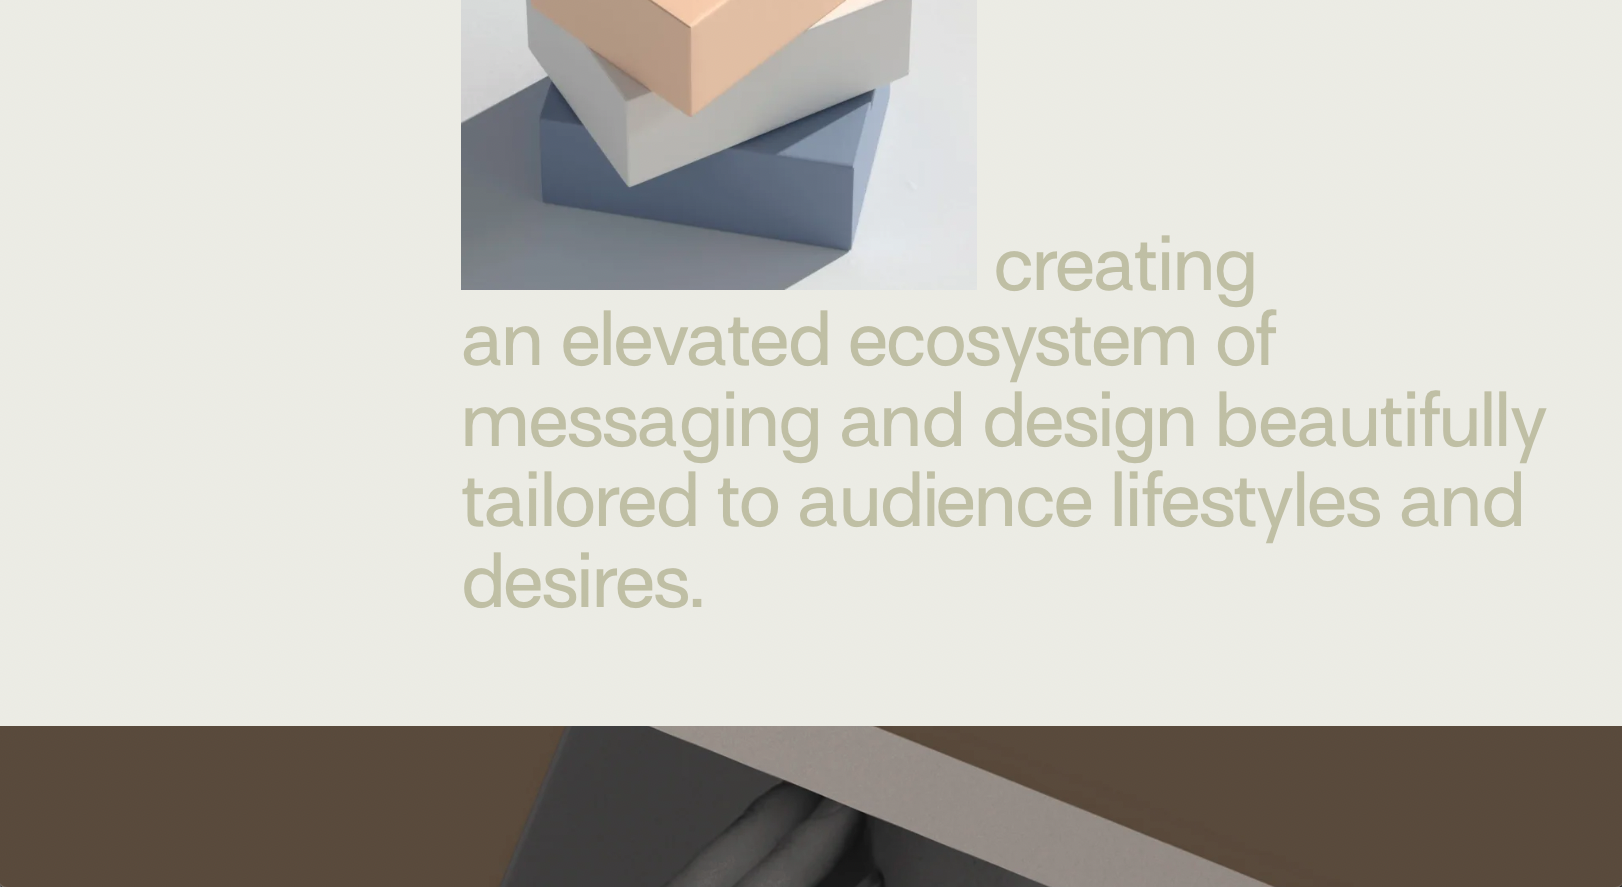 creating
an elevated ecosystem of
messaging and design beautifully
tailored to audience lifestyles and
desires.